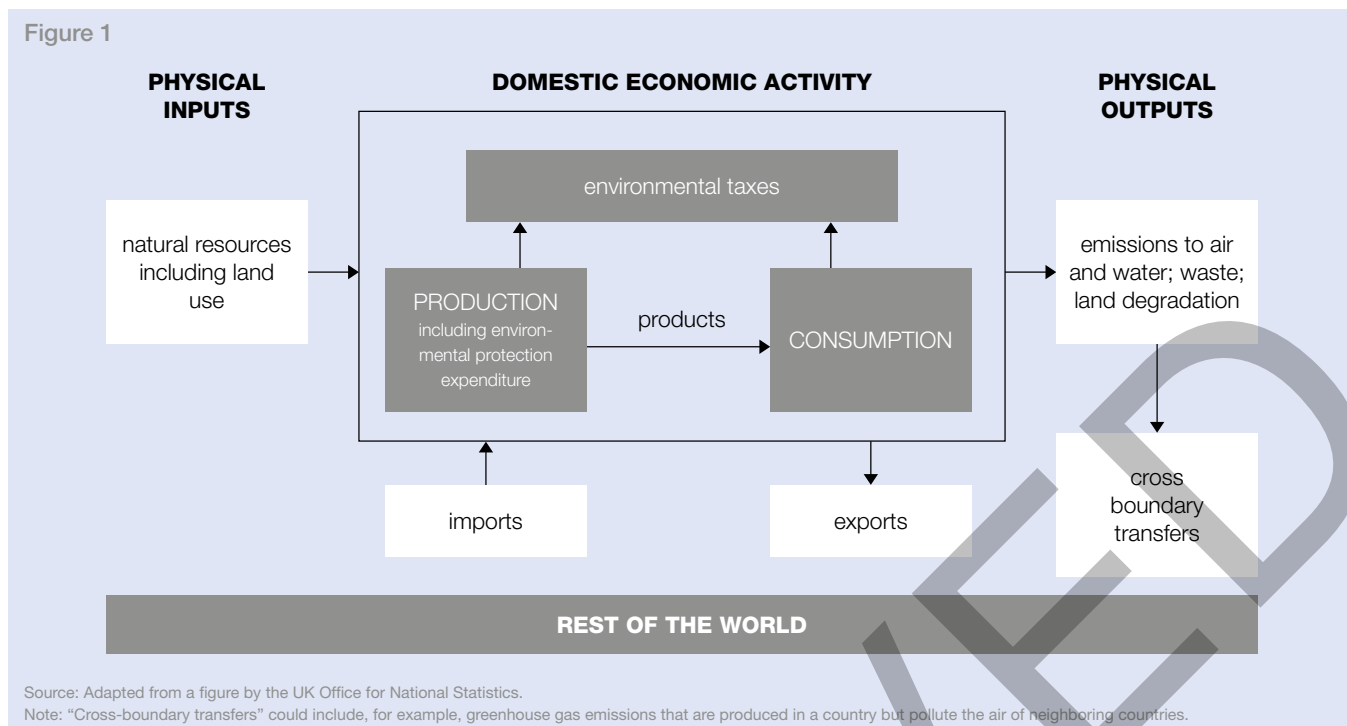 Figure 1
PHYSICAL
INPUTS
DOMESTIC ECONOMIC ACTIVITY
PHYSICAL
OUTPUTS
environmental taxes
natural resources
including land
use
PRODUCTION
including environ-
mental protection
expenditure
products
CONSUMPTION
emissions to air
and water; waste;
land degradation
imports
exports
cross
boundary
transfers
REST OF THE WORLD
Source: Adapted from a figure by the UK Office for National Statistics.
Note: “Cross-boundary transfers” could include, for example, greenhouse gas emissions that are produced in a country but pollute the air of neighboring countries.